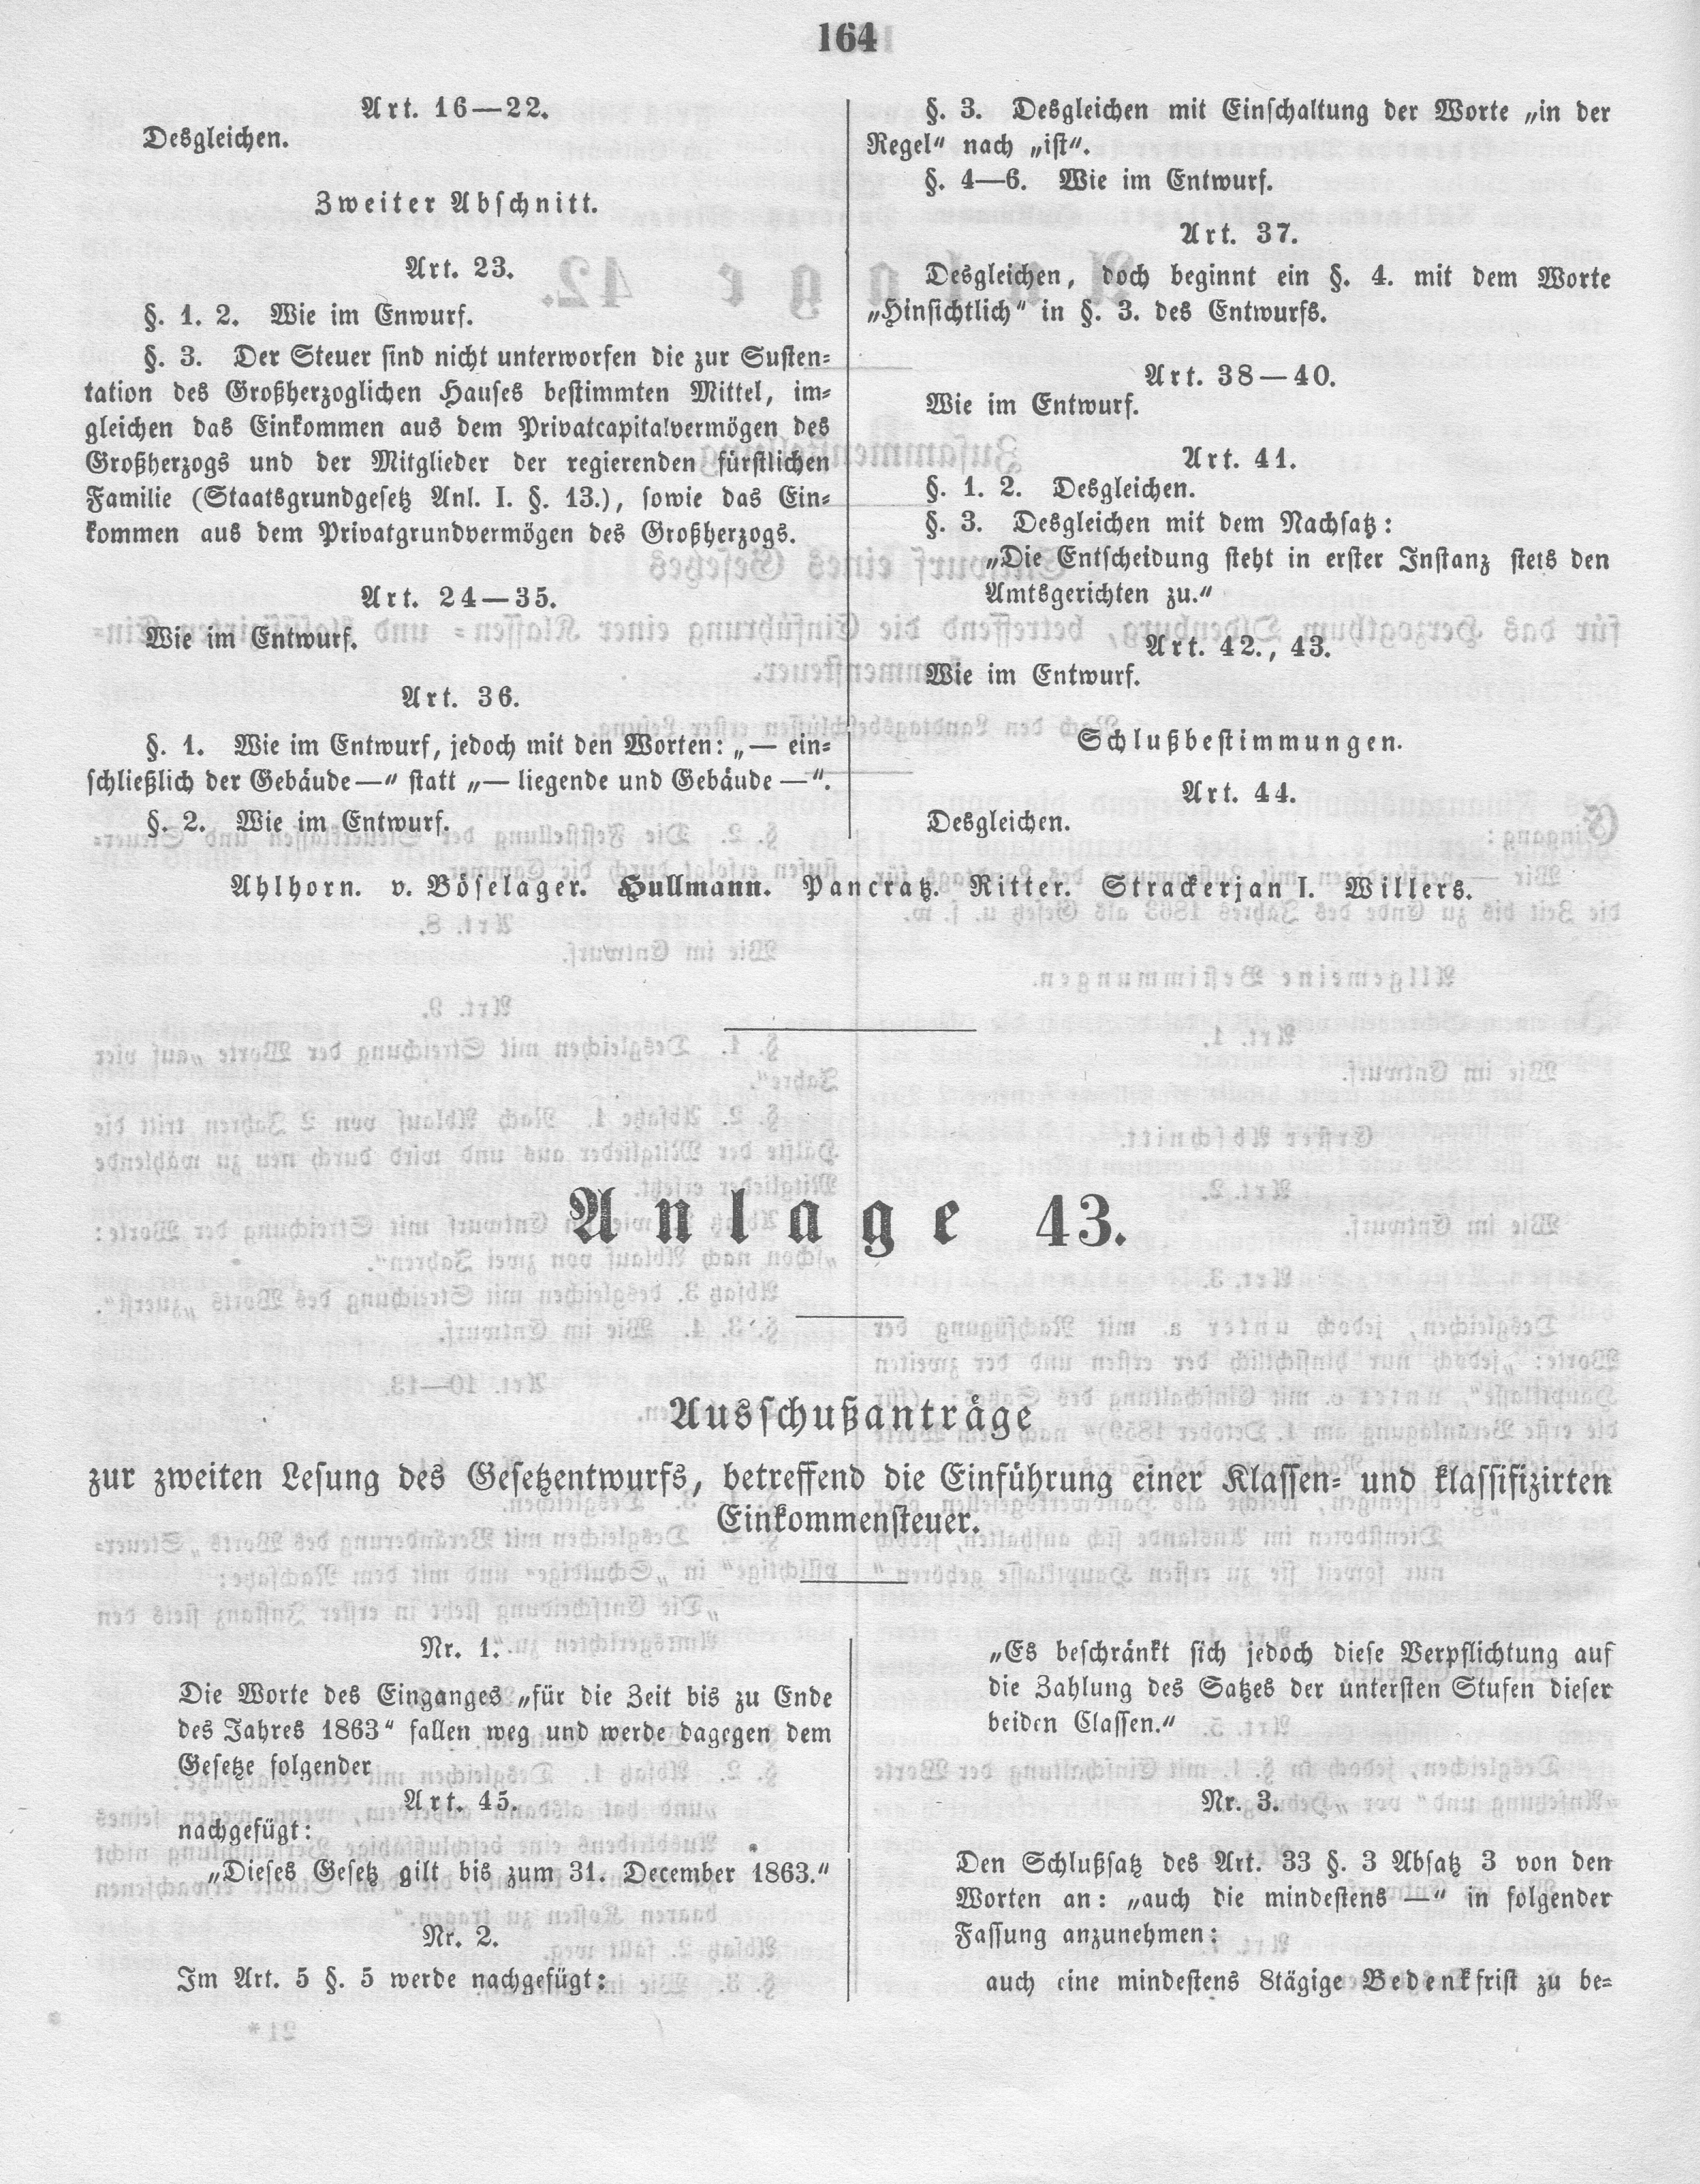 164
Art. 16—22.
Desgleichen.
Zweiter Abschnitt.
Art. 23.
§. 1. 2. Wie im Enwurf.
§. 3. Der Steuer sind nicht unterworfen die zur Susten-
tation des Großherzoglichen Hauses bestimmten Mittel, im-
gleichen das Einkommen aus dem Privatcapitalvermögen des
Großherzogs und der Mitglieder der regierenden fürstlichen
Familie (Staatsgrundgesetz Anl. I. §. 13.), sowie das Ein-
kommen aus dem Privatgrundvermögen des Großherzogs.
Art. 24—35.
Wie im Entwurf.
Art. 36.
§. 1. Wie im Entwurf, jedoch mit den Worten: „— ein-
schließlich der Gebäude —“ statt „— liegende und Gebäude —“.
§. 2. Wie im Entwurf.
§. 3. Desgleichen mit Einschaltung der Worte „in der
Regel“ nach „ist“.
§. 4—6. Wie im Entwurf.
Art. 37.
Desgleichen, doch beginnt ein §. 4. mit dem Worte
„Hinsichtlich“ in §. 3. des Entwurfs.
Art. 38—40.
Wie im Entwurf.
Art. 41.
§. 1. 2. Desgleichen.
§. 3. Desgleichen mit dem Nachsatz:
„Die Entscheidung steht in erster Instanz stets den
Amtsgerichten zu.“
Art. 42., 43.
Wie im Entwurf.
Schlußbestimmungen.
Art. 44.
Desgleichen.
Ahlhorn. v. Böselager. Hullmann. Pancratz. Ritter. Strackerjan I. Willers.
Anlage 43.
Ausschußanträge
zur zweiten Lesung des Gesetzentwurfs, betreffend die Einführung einer Klassen- und klassifizirten
Einkommensteuer.
Nr. 1.
Die Worte des Einganges „für die Zeit bis zu Ende
des Jahres 1863“ fallen weg und werde dagegen dem
Gesetze folgender
Art. 45.
nachgefügt:
„Dieses Gesetz gilt bis zum 31. December 1863.“
Nr. 2.
Im Art. 5 §. 5 werde nachgefügt:
„Es beschränkt sich jedoch diese Verpflichtung auf
die Zahlung des Satzes der untersten Stufen dieser
beiden Classen.“
Nr. 3.
Den Schlußsatz des Art. 33 §. 3 Absatz 3 von den
Worten an: „auch die mindestens —“ in folgender
Fassung anzunehmen:
auch eine mindestens 8tägige Bedenkfrist zu be-